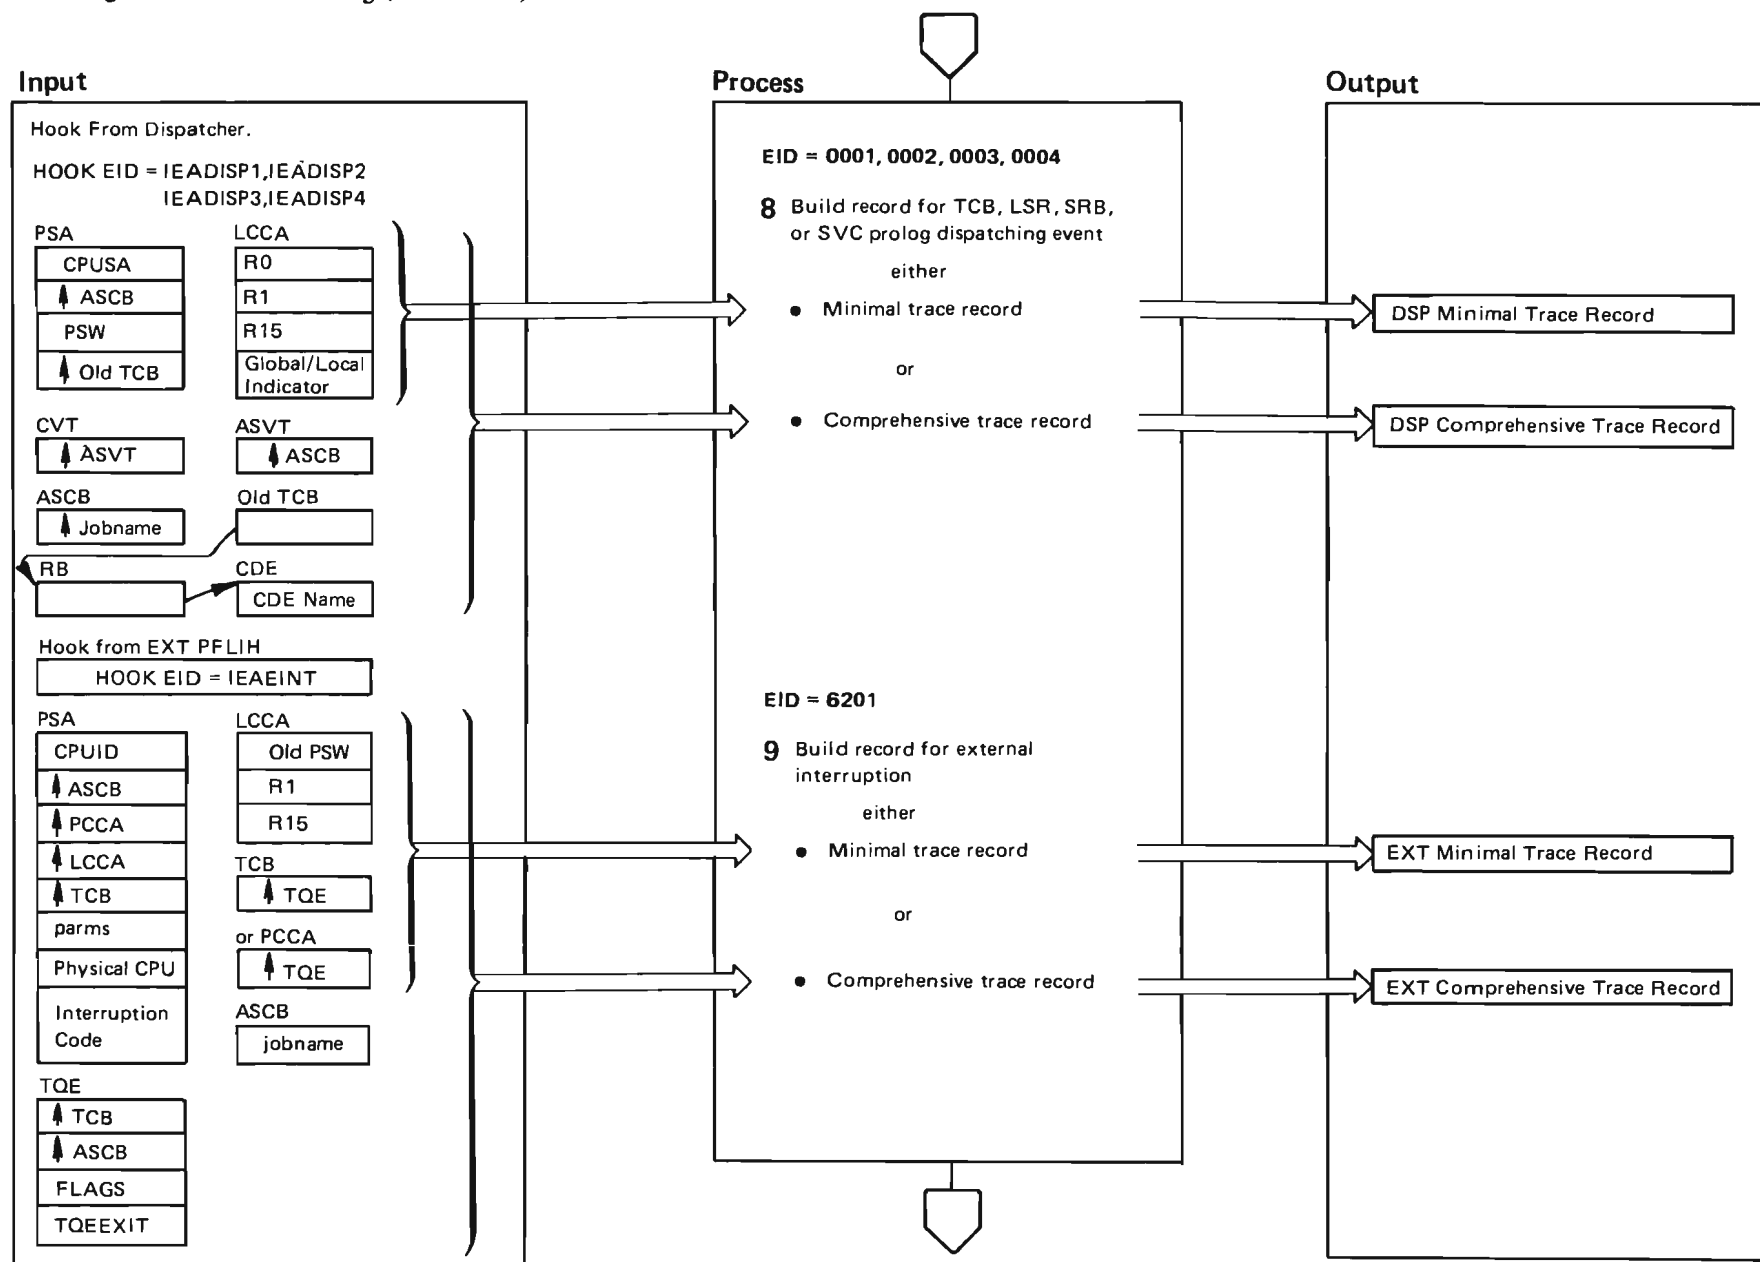 Input
Process
Output
Hook From Dispatcher.
HOOK EID = IEADISP1,IEADISP2
IEADISP3,IEADISP4
PSA
CPUSA
ASCB
PSW
Old TCB
LCCA
R0
R1
R15
Global/Local
Indicator
CVT
ASVT
ASVT
ASCB
ASCB
Jobname
Old TCB
RB
CDE
CDE Name
Hook from EXT PFLIH
HOOK EID = IEAEINT
PSA
CPUID
ASCB
PCCA
LCCA
TCB
parms
Physical CPU
Interruption
Code
LCCA
Old PSW
R1
R15
TCB
TQE
or PCCA
TQE
ASCB
jobname
TQE
TCB
ASCB
FLAGS
TQEEXIT
EID = 0001, 0002, 0003, 0004
8 Build record for TCB, LSR, SRB,
or SVC prolog dispatching event
either
• Minimal trace record
or
• Comprehensive trace record
EID = 6201
9 Build record for external
interruption
either
• Minimal trace record
or
• Comprehensive trace record
DSP Minimal Trace Record
DSP Comprehensive Trace Record
EXT Minimal Trace Record
EXT Comprehensive Trace Record